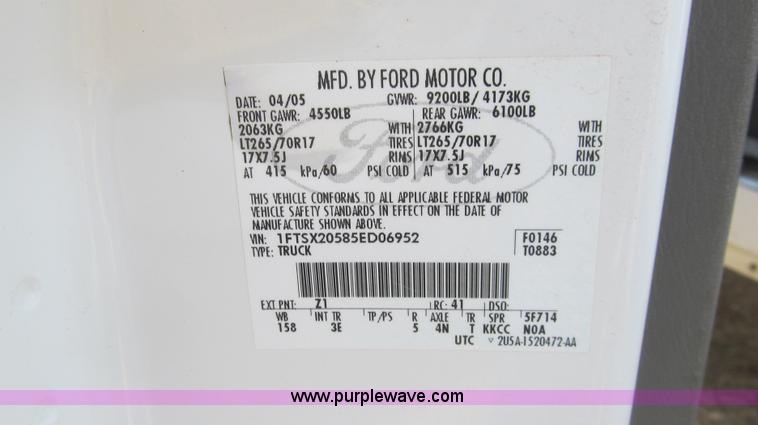 MFD. BY FORD MOTOR CO.
DATE: 04/05 GVWR: 9200LB/ 4173KG
FRONT GAWR: 4550LB REAR GAWR: 6100LB
2063KG WITH 2766KG WITH
LT265/70R17 TIRES LT265/70R17 TIRES
17X7.5J RIMS 17X7.5J RIMS
AT 415 kPa/60 PSI COLD AT 515 kPa/75 PSI COLD
THIS VEHICLE CONFORMS TO ALL APPLICABLE FEDERAL MOTOR
VEHICLE SAFETY STANDARDS IN EFFECT ON THE DATE OF
MANUFACTURE SHOWN ABOVE.
VIN: 1FTSX20585ED06952 F0146
TYPE: TRUCK T0883
EXT PNT: Z1 RC: 41 DSO:
WB INT TR TP/PS R AXLE TR SPR 5F714
158 3E 5 4N T KKCC NOA
UTC ▽ 2U5A-1520472-AA
Ford
www.purplewave.com